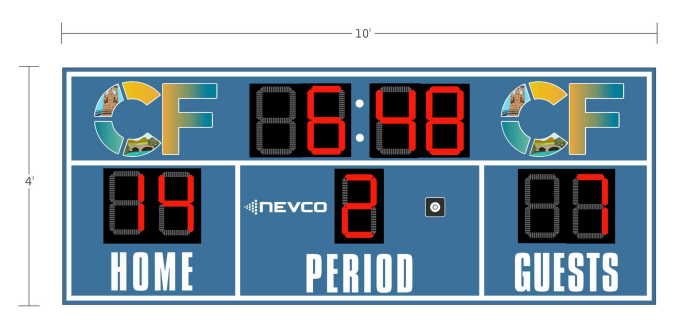 10'
4'
CF 6:48 CF
14 NEVCO 2 7
HOME PERIOD GUESTS